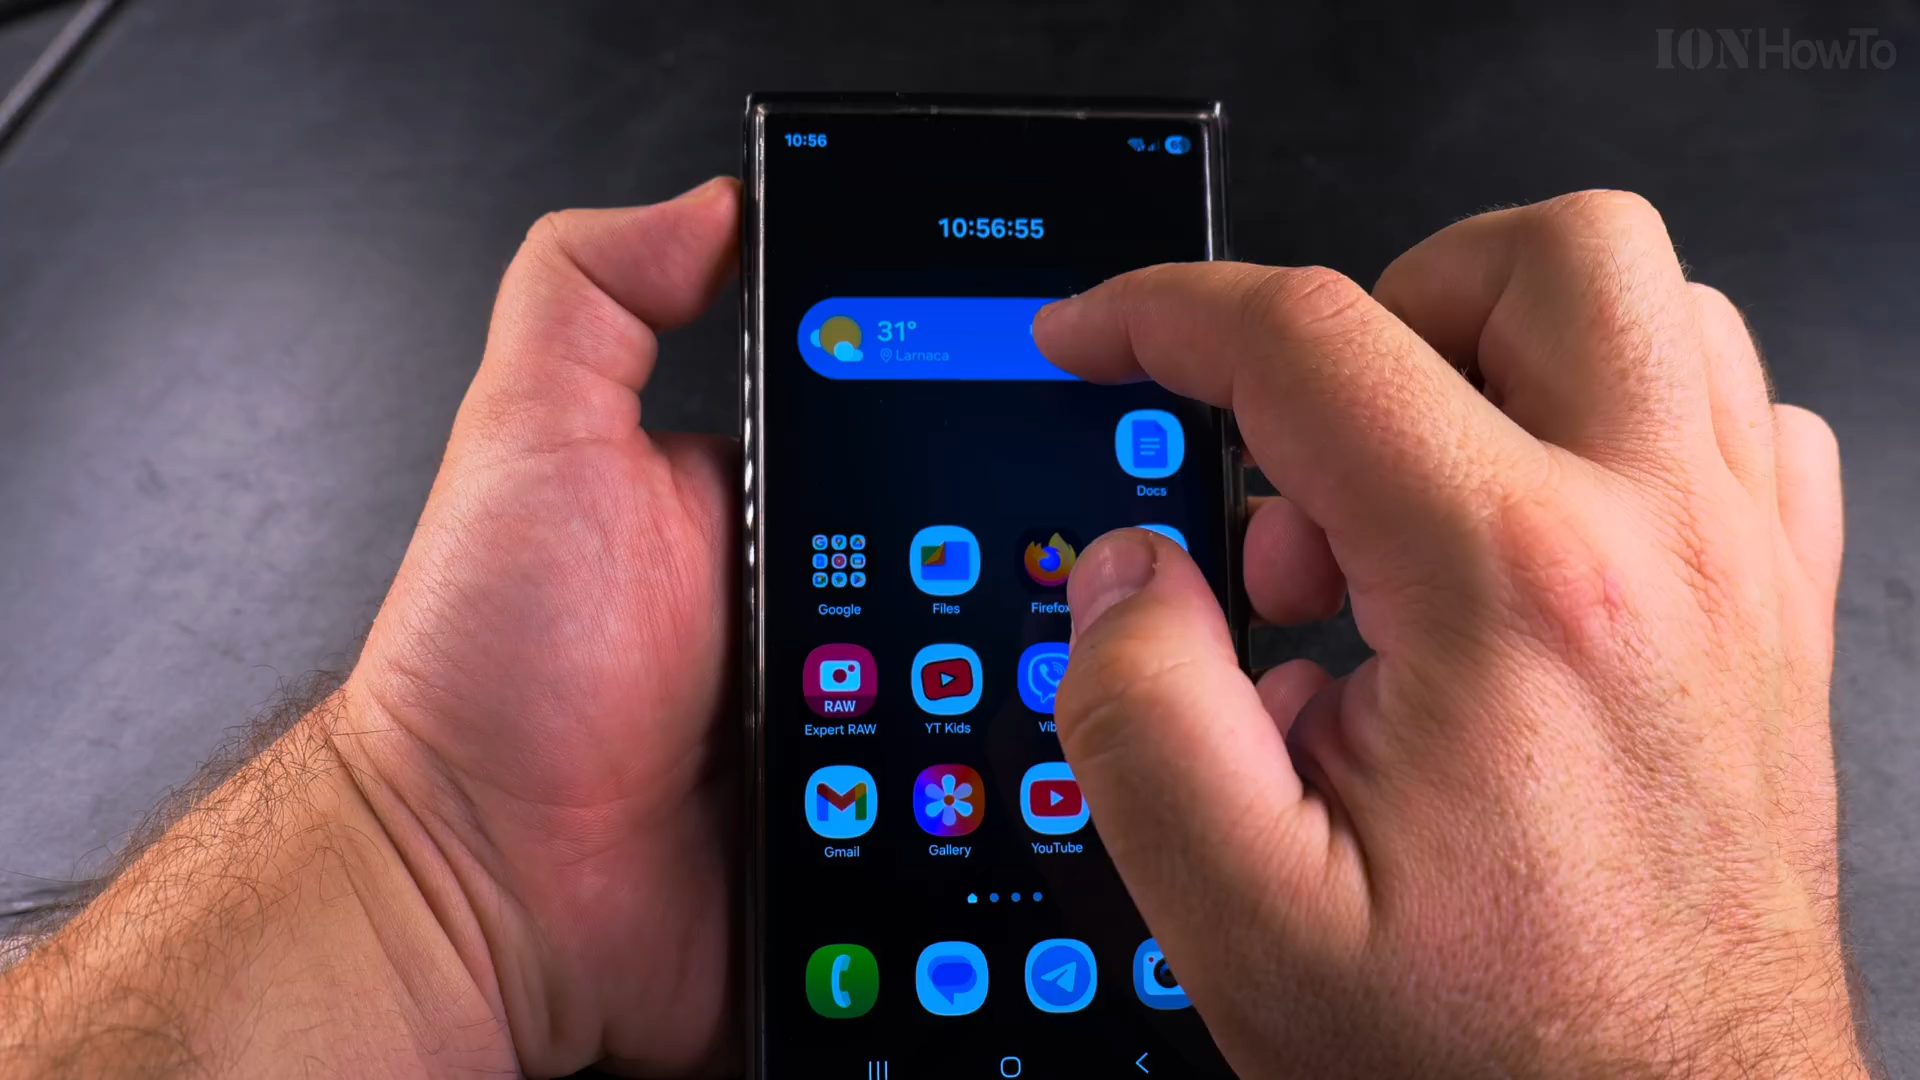 ION HowTo
10:56
10:56:55
31°
Larnaca
Docs
Google
Files
Firefox
RAW
Expert RAW
YT Kids
Gmail
Gallery
YouTube